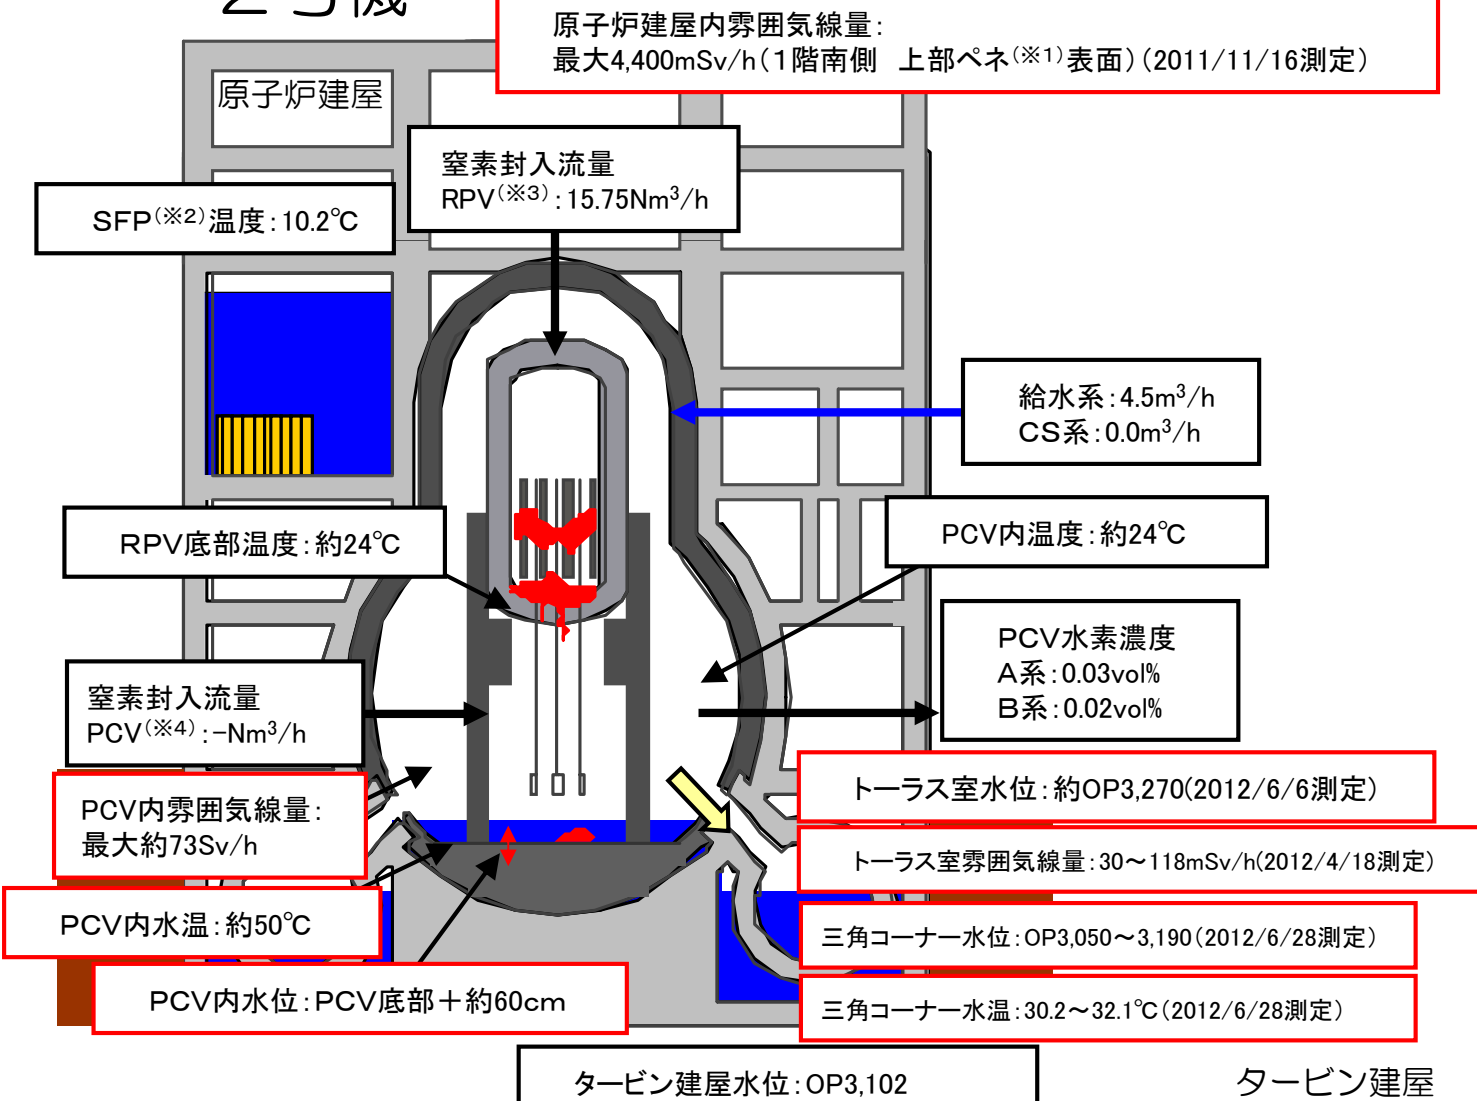 2号機
原子炉建屋内雰囲気線量:
最大4,400mSv/h(1階南側　上部ペネ(※1)表面)(2011/11/16測定)
原子炉建屋
窒素封入流量
RPV(※3):15.75Nm³/h
SFP(※2)温度:10.2℃
給水系:4.5m³/h
CS系:0.0m³/h
RPV底部温度:約24℃
PCV内温度:約24℃
PCV水素濃度
A系:0.03vol%
B系:0.02vol%
窒素封入流量
PCV(※4):-Nm³/h
PCV内雰囲気線量:
最大約73Sv/h
トーラス室水位:約OP3,270(2012/6/6測定)
トーラス室雰囲気線量:30～118mSv/h(2012/4/18測定)
PCV内水温:約50℃
三角コーナー水位:OP3,050～3,190(2012/6/28測定)
PCV内水位:PCV底部+約60cm
三角コーナー水温:30.2～32.1℃(2012/6/28測定)
タービン建屋水位:OP3,102
タービン建屋